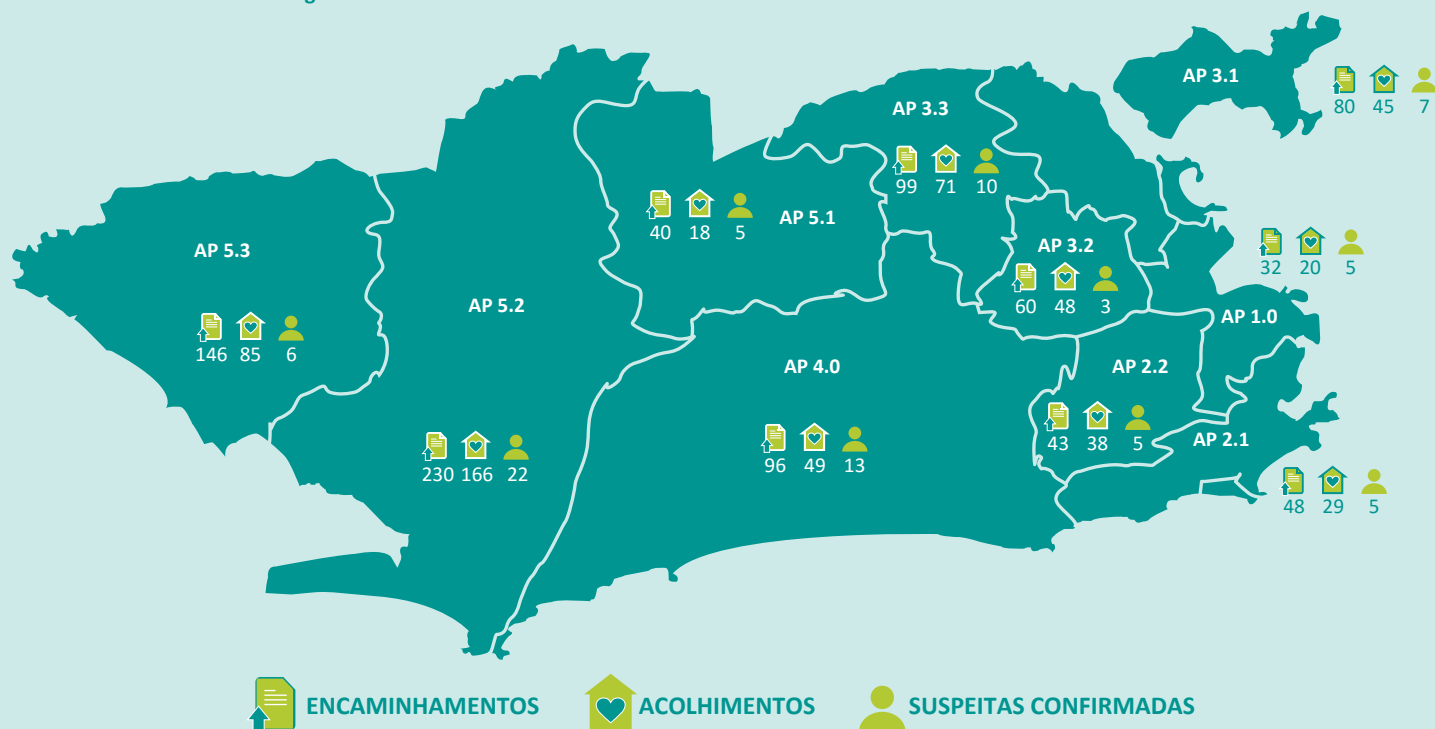 AP 3.1
80 45 7
AP 3.3
99 71 10
AP 5.1
40 18 5
AP 3.2
60 48 3
32 20 5
AP 5.3
146 85 6
AP 5.2
230 166 22
AP 1.0
AP 4.0
96 49 13
AP 2.2
43 38 5
AP 2.1
48 29 5
ENCAMINHAMENTOS
ACOLHIMENTOS
SUSPEITAS CONFIRMADAS